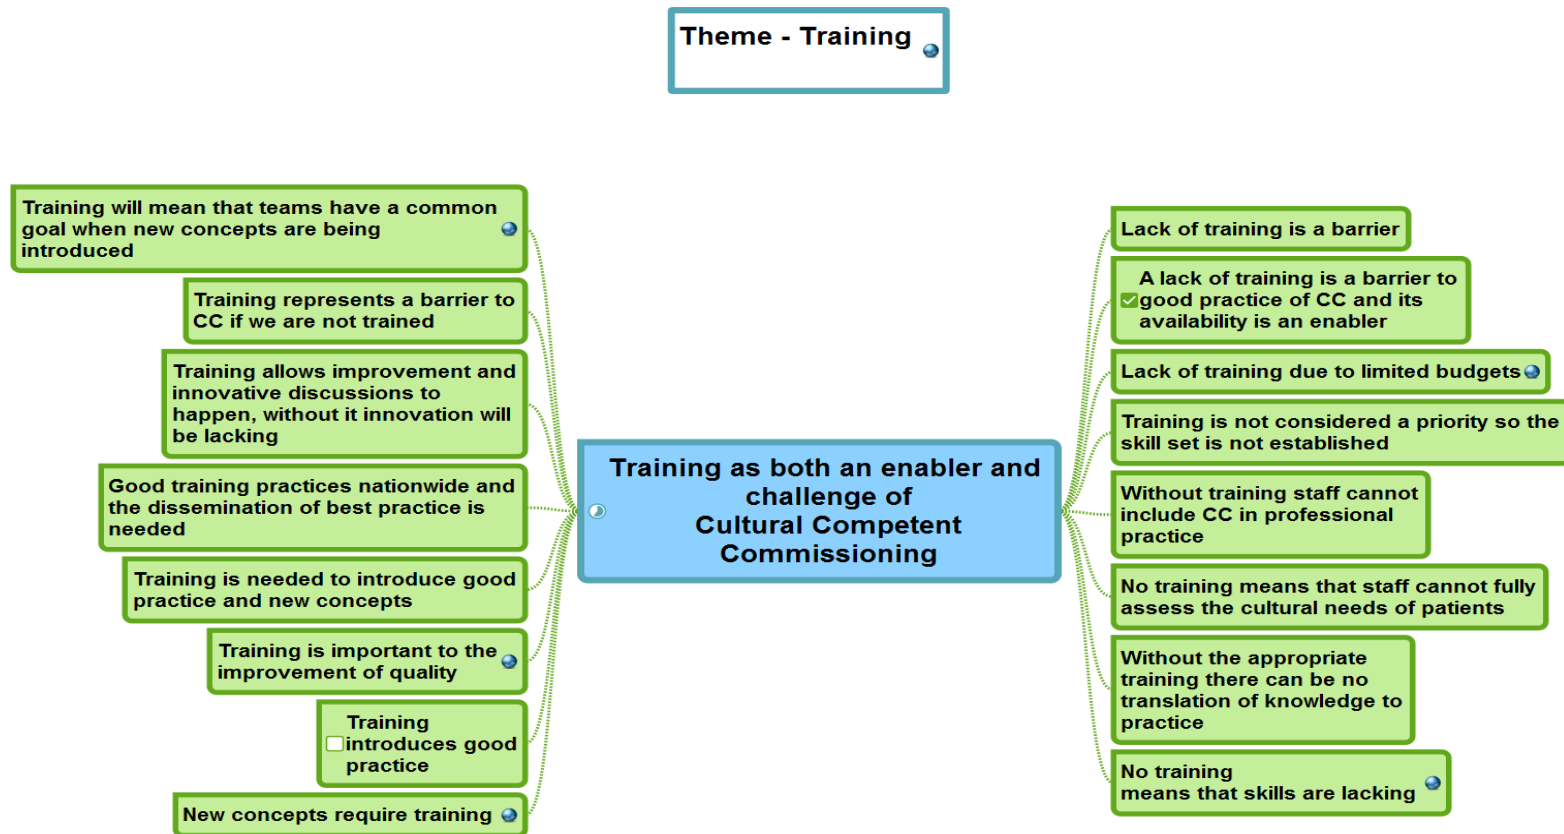 Theme - Training
Training will mean that teams have a common
goal when new concepts are being
introduced
Training represents a barrier to
CC if we are not trained
Training allows improvement and
innovative discussions to
happen, without it innovation will
be lacking
Good training practices nationwide and
the dissemination of best practice is
needed
Training is needed to introduce good
practice and new concepts
Training is important to the
improvement of quality
Training
introduces good
practice
New concepts require training
Training as both an enabler and
challenge of
Cultural Competent
Commissioning
Lack of training is a barrier
A lack of training is a barrier to
good practice of CC and its
availability is an enabler
Lack of training due to limited budgets
Training is not considered a priority so the
skill set is not established
Without training staff cannot
include CC in professional
practice
No training means that staff cannot fully
assess the cultural needs of patients
Without the appropriate
training there can be no
translation of knowledge to
practice
No training
means that skills are lacking